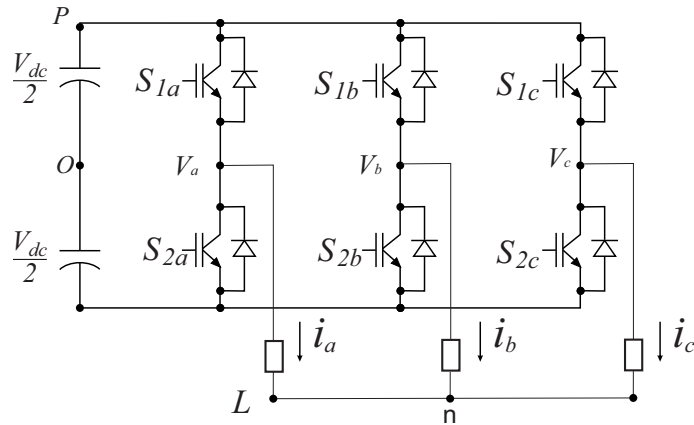 P
V_dc/2
S_1a
S_1b
S_1c
O
V_a
V_b
V_c
V_dc/2
S_2a
S_2b
S_2c
i_a
i_b
i_c
L
n